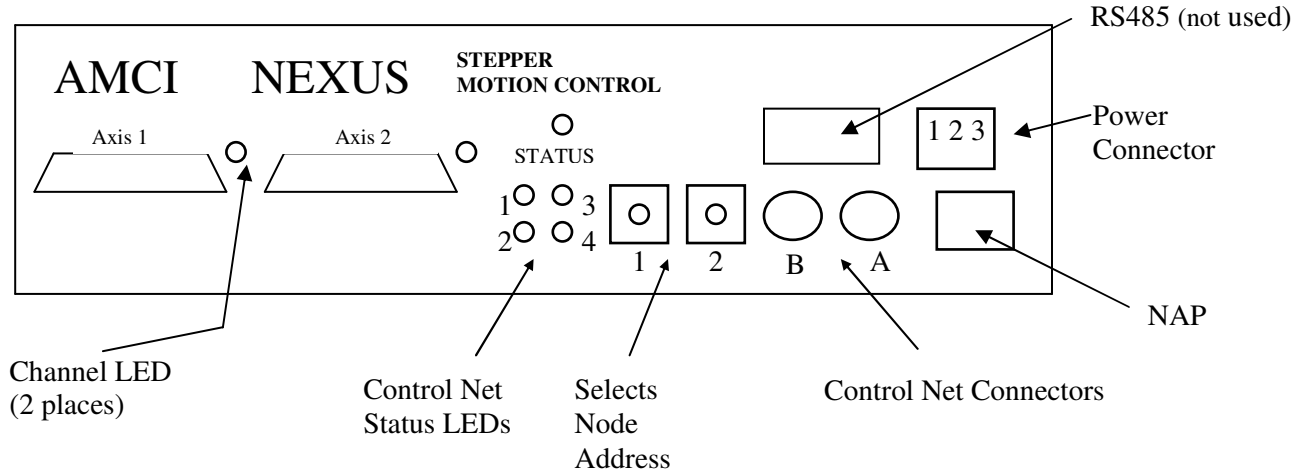 RS485 (not used)
AMCI NEXUS
STEPPER
MOTION CONTROL
Axis 1
Axis 2
STATUS
1 2 3
Power
Connector
1 3
2 4
1 2 B A
NAP
Channel LED
(2 places)
Control Net
Status LEDs
Selects
Node
Address
Control Net Connectors